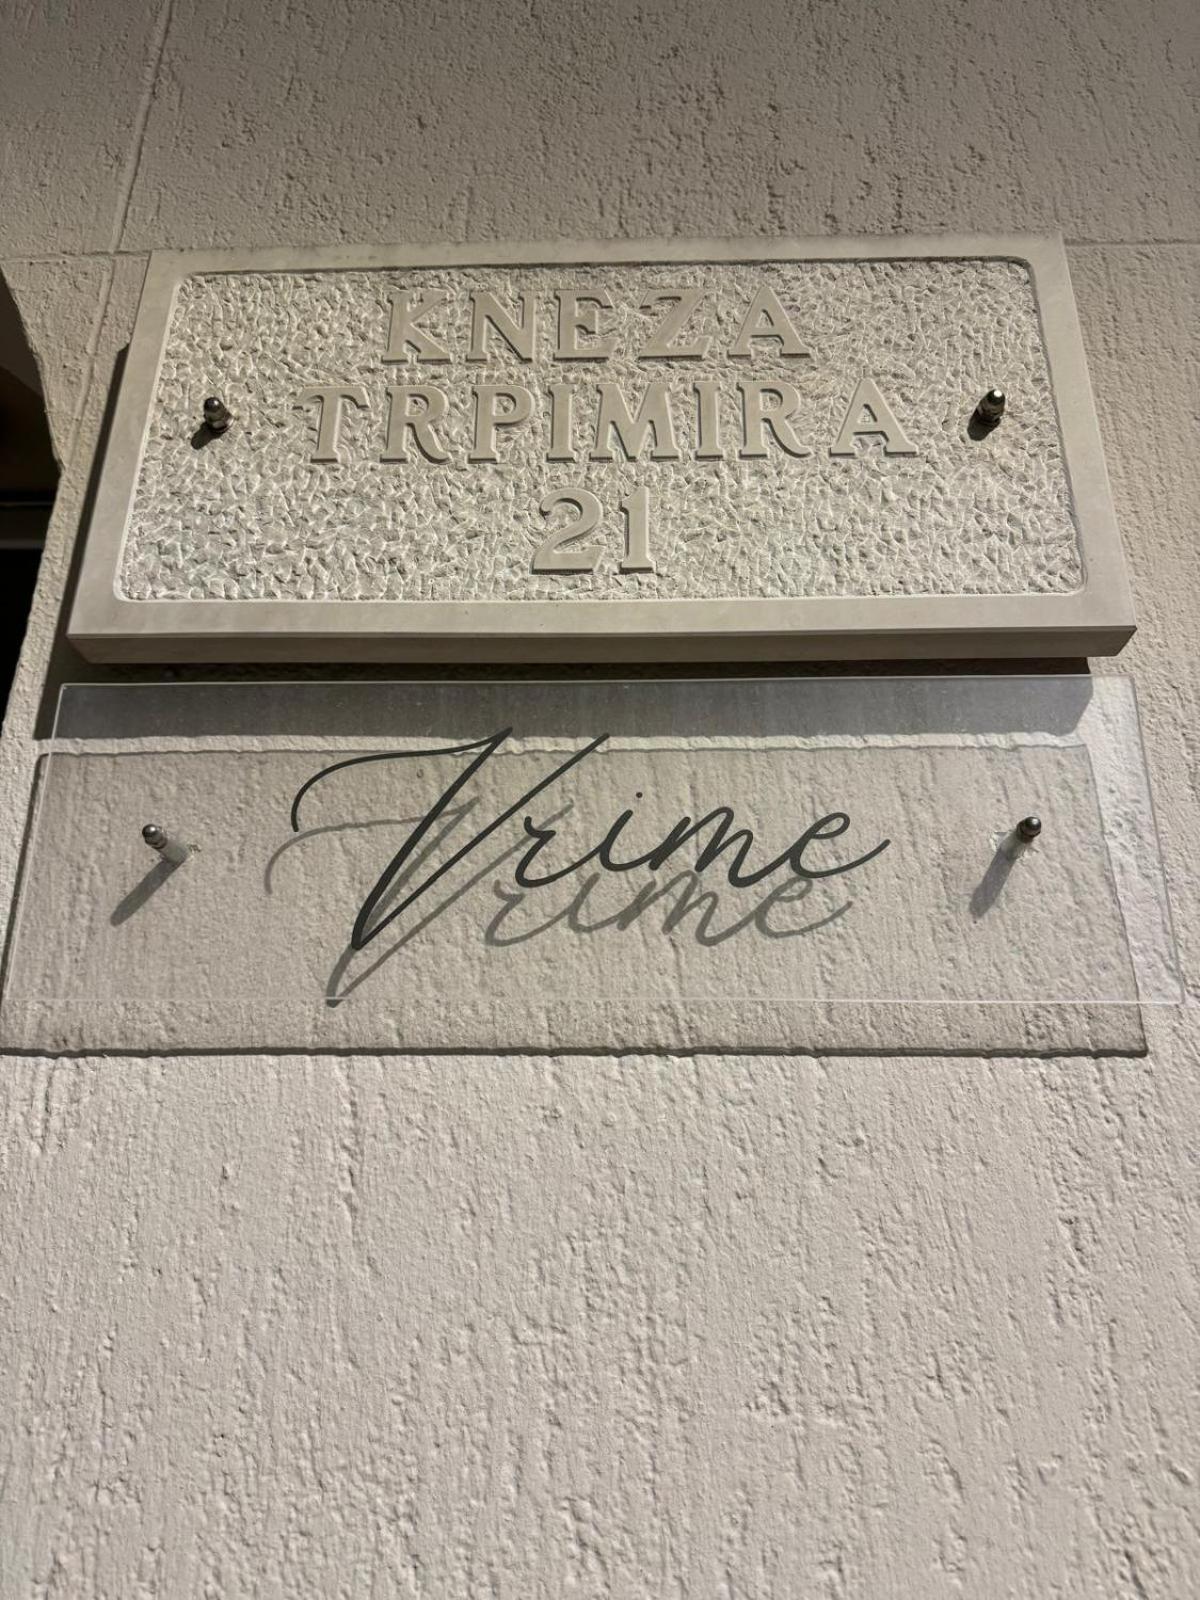 KNEZA
TRPIMIRA
21
Vrime